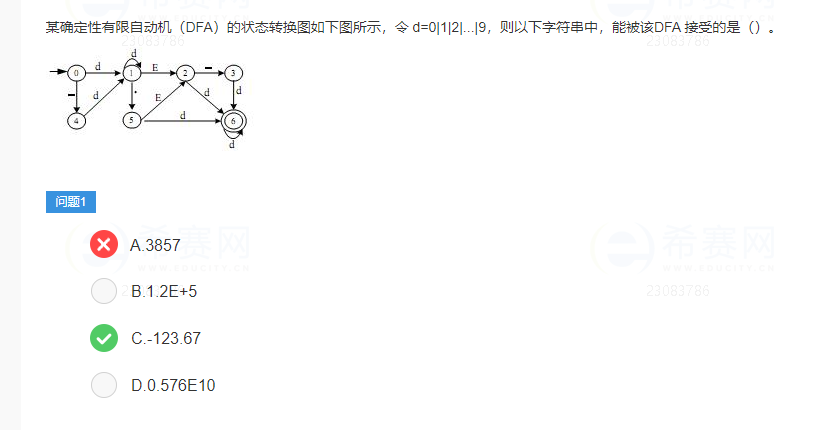 某确定性有限自动机（DFA）的状态转换图如下图所示，令 d=0|1|2|...|9，则以下字符串中，能被该DFA 接受的是（）。
d
0 d 1 E 2 - 3
- d . E d d
4 5 d 6
d
问题1
A.3857
B.1.2E+5
C.-123.67
D.0.576E10
希赛网
WWW.EDUCITY.CN
23083786